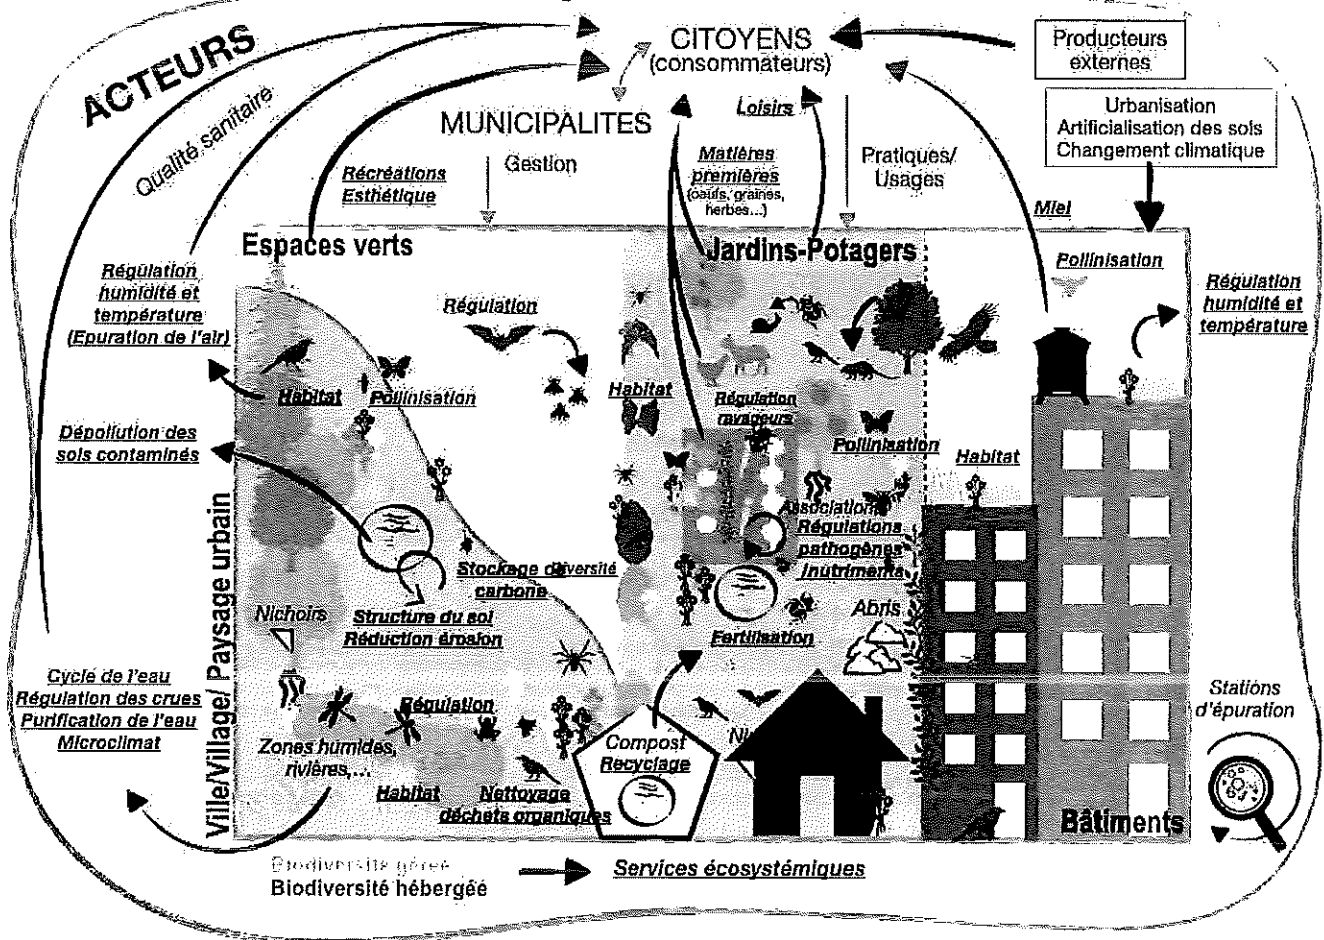 ACTEURS
Qualité sanitaire
CITOYENS
(consommateurs)
Producteurs
externes
Urbanisation
Artificialisation des sols
Changement climatique
MUNICIPALITES
Gestion
Loisirs
Matières
premières
(oeufs, graines,
herbes...)
Pratiques/
Usages
Récréations
Esthétique
Miel
Espaces verts
Jardins-Potagers
Pollinisation
Régulation
humidité et
température
(Epuration de l'air)
Régulation
Régulation
humidité et
température
Habitat
Pollinisation
Habitat
Régulation
ravageurs
Pollinisation
Habitat
Dépollution des
sols contaminés
Associations
Régulations
pathogènes
/nutriments
Stockage de
carbone
diversité
Structure du sol
Réduction érosion
Nichoirs
Fertilisation
Abris
Ville/Village/ Paysage urbain
Cycle de l'eau
Régulation des crues
Purification de l'eau
Microclimat
Régulation
Zones humides,
rivières,...
Habitat
Nettoyage
déchets organiques
Compost
Recyclage
Stations
d'épuration
Bâtiments
Biodiversité gérée
Biodiversité hébergéé
Services écosystémiques